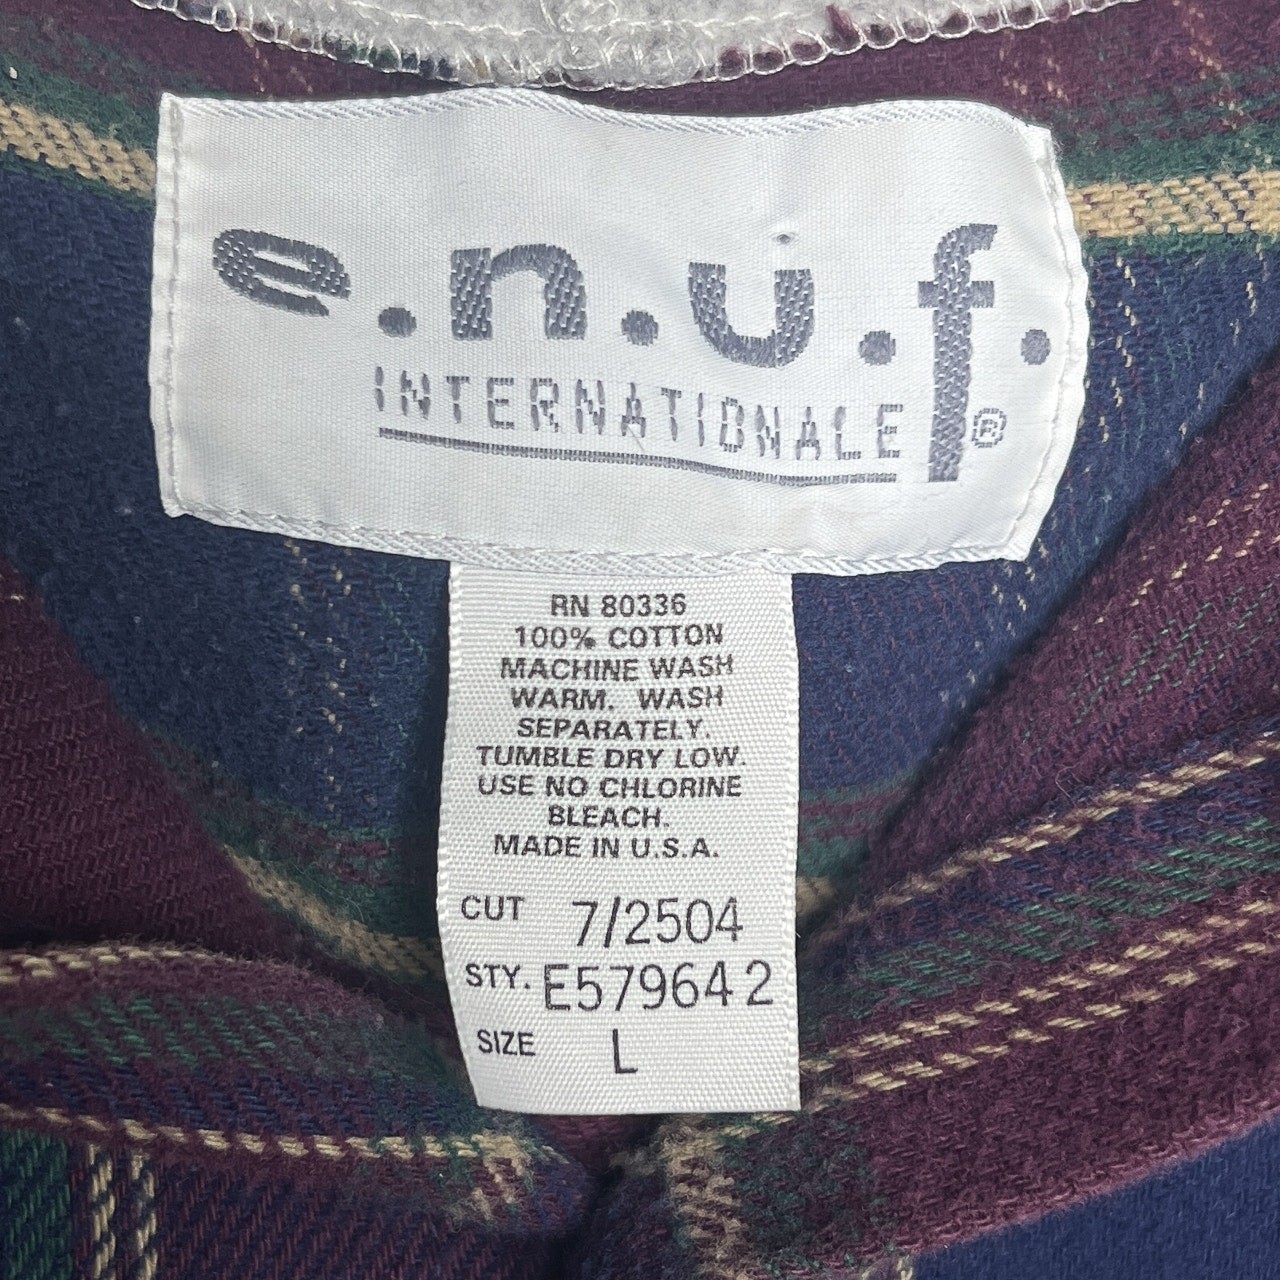 e.n.u.f.
INTERNATIONALE ®
RN 80336
100% COTTON
MACHINE WASH
WARM. WASH
SEPARATELY.
TUMBLE DRY LOW.
USE NO CHLORINE
BLEACH.
MADE IN U.S.A.
CUT 7/2504
STY. E579642
SIZE L